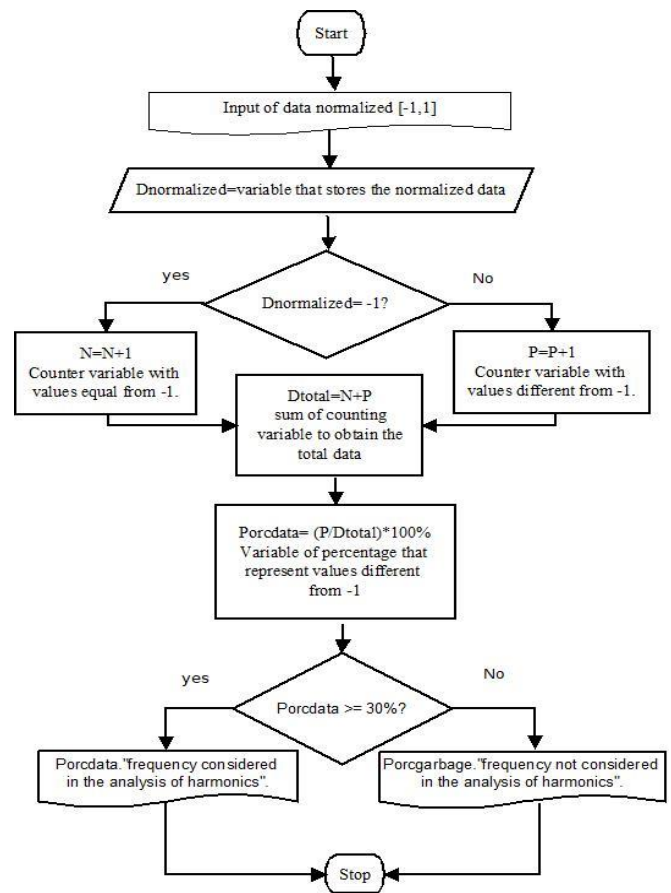 Start
Input of data normalized [-1,1]
Dnormalized=variable that stores the normalized data
yes
No
Dnormalized= -1?
N=N+1
Counter variable with
values equal from -1.
P=P+1
Counter variable with
values different from -1.
Dtotal=N+P
sum of counting
variable to obtain the
total data
Porcdata= (P/Dtotal)*100%
Variable of percentage that
represent values different
from -1
yes
No
Porcdata >= 30%?
Porcdata."frequency considered
in the analysis of harmonics".
Porcgarbage."frequency not considered
in the analysis of harmonics".
Stop